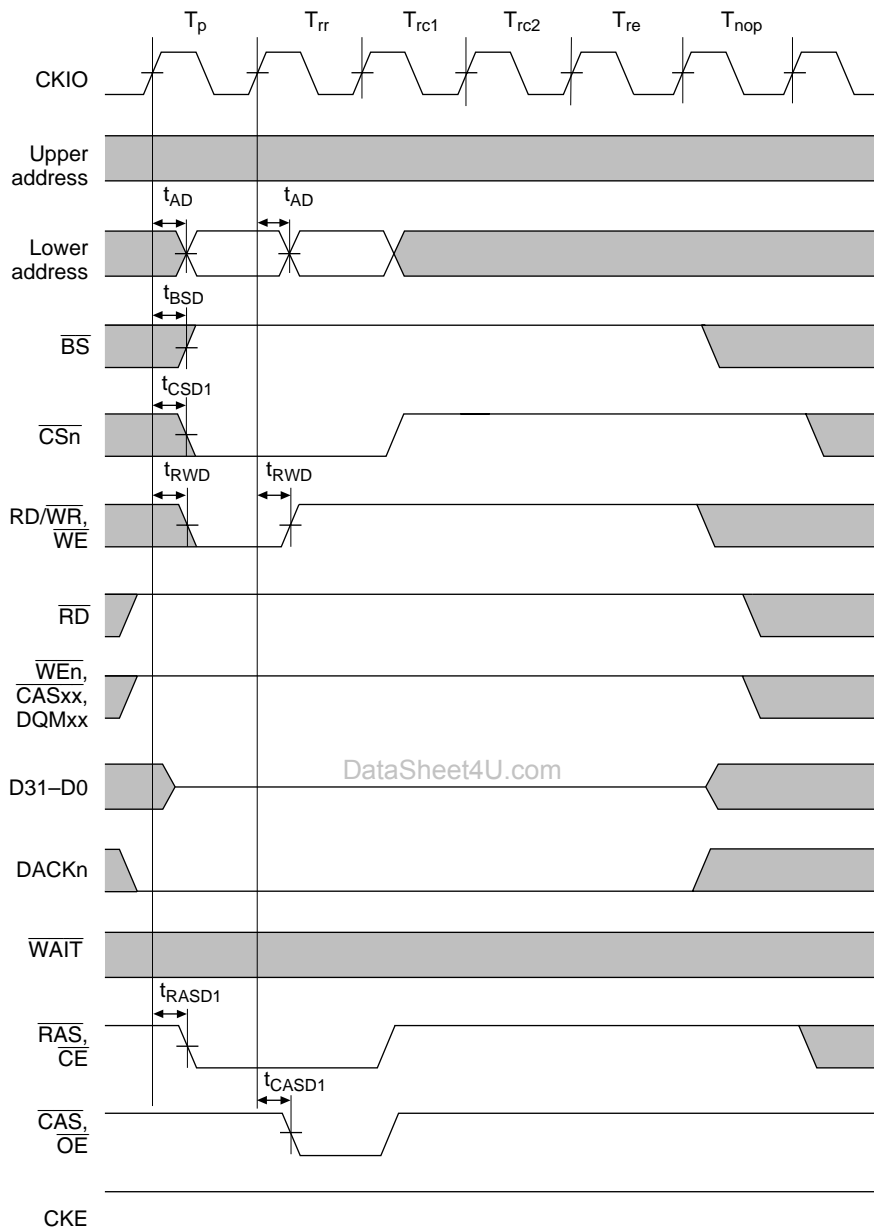 Tp Trr Trc1 Trc2 Tre Tnop
CKIO
Upper
address
tAD tAD
Lower
address
tBSD
BS
tCSD1
CSn
tRWD tRWD
RD/WR,
WE
RD
WEn,
CASxx,
DQMxx
DataSheet4U.com
D31–D0
DACKn
WAIT
tRASD1
RAS,
CE
tCASD1
CAS,
OE
CKE